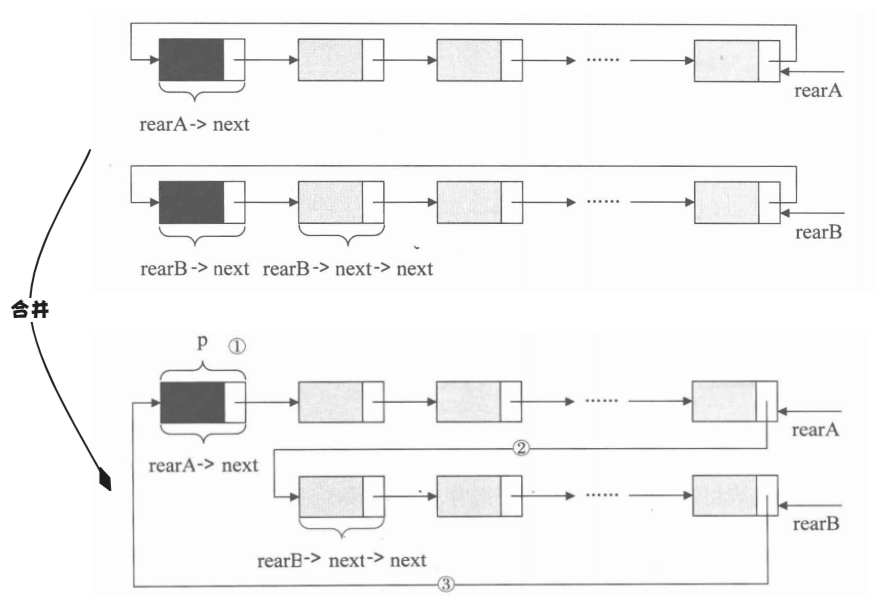 ……
rearA
rearA-> next
……
rearB
rearB-> next rearB-> next-> next
合并
p ①
……
rearA
rearA-> next
②
……
rearB
rearB-> next-> next
③